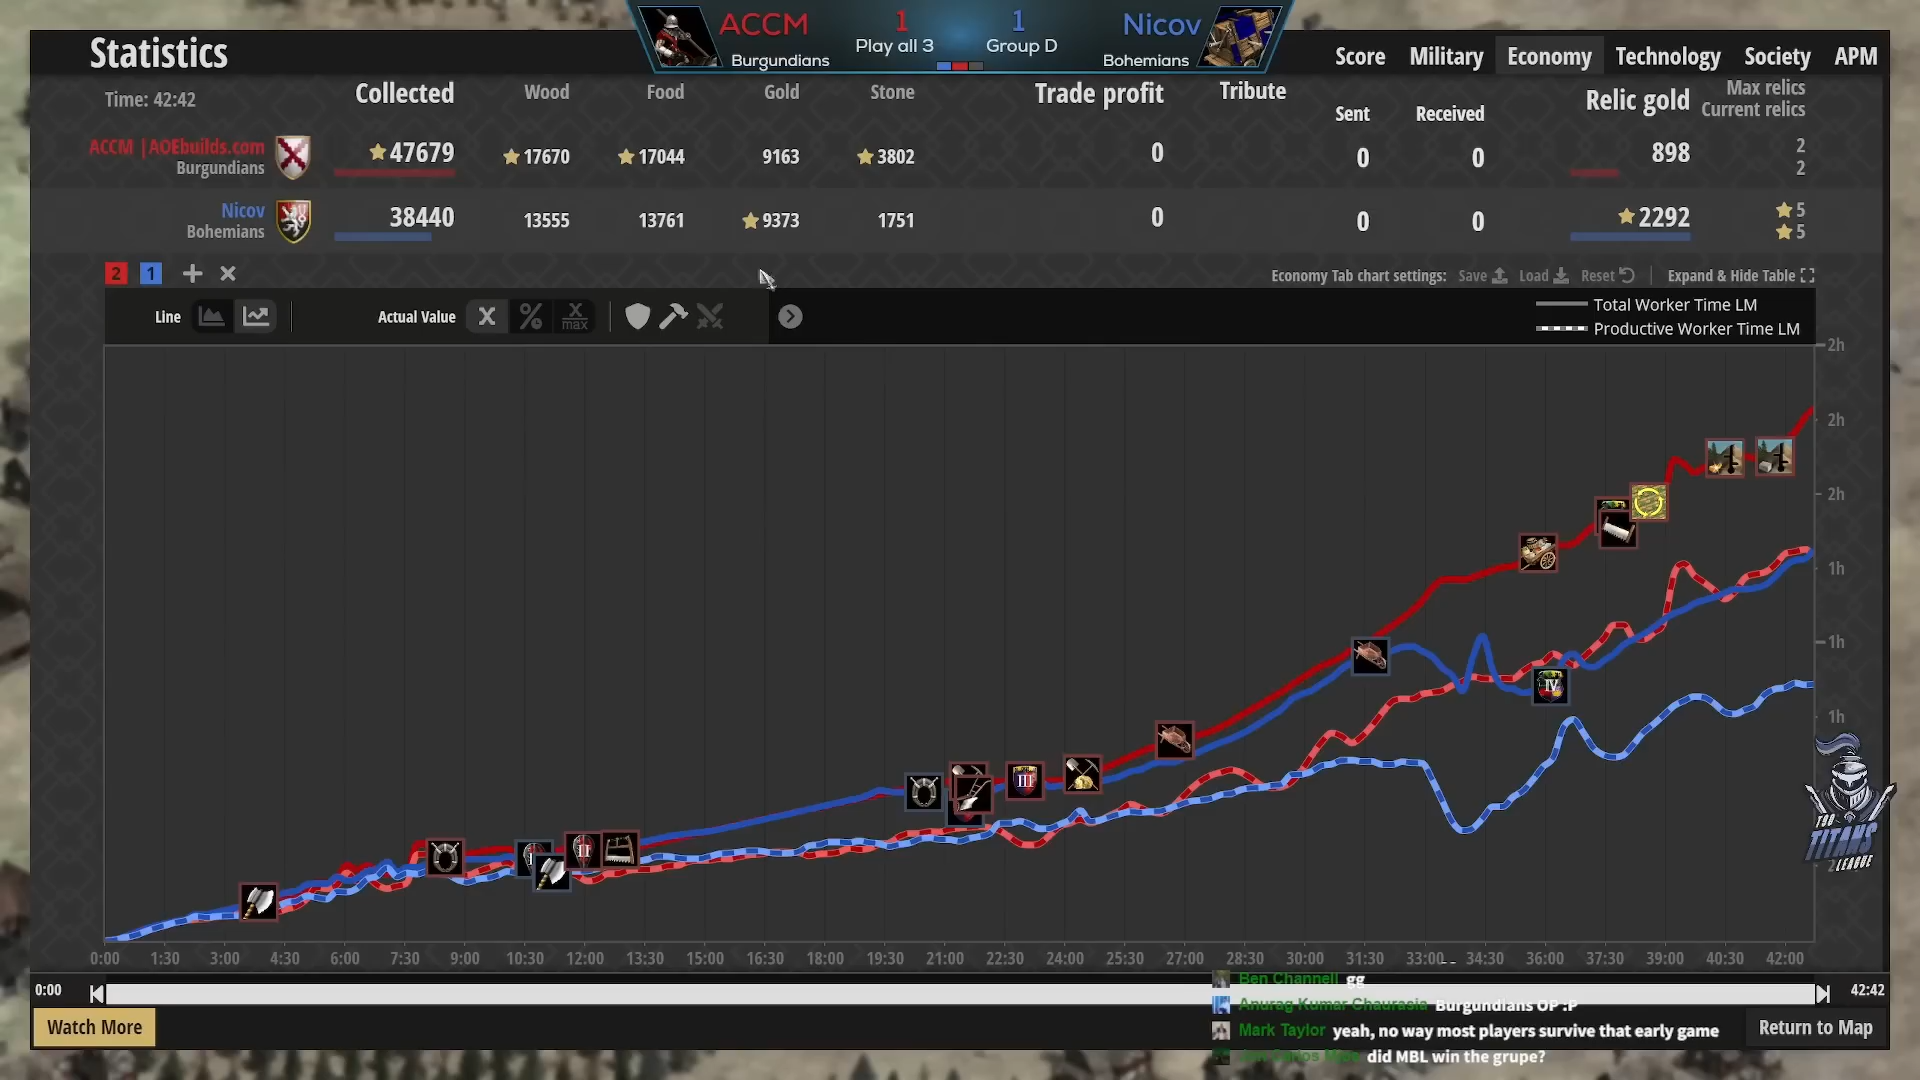 ACCM
1
1
Nicov
Play all 3
Group D
Burgundians
Bohemians
Statistics
Score
Military
Economy
Technology
Society
APM
Time: 42:42
Collected
Wood
Food
Gold
Stone
Trade profit
Tribute
Sent
Received
Relic gold
Max relics
Current relics
ACCM |AOEbuilds.com
Burgundians
47679
17670
17044
9163
3802
0
0
0
898
2
2
Nicov
Bohemians
38440
13555
13761
9373
1751
0
0
0
2292
5
5
2
1
Economy Tab chart settings:
Save
Load
Reset
Expand & Hide Table
Line
Actual Value
X
%
X
max
Total Worker Time LM
Productive Worker Time LM
2h
2h
2h
1h
1h
1h
II
III
IV
THE
TITANS
LEAGUE
0:00 1:30 3:00 4:30 6:00 7:30 9:00 10:30 12:00 13:30 15:00 16:30 18:00 19:30 21:00 22:30 24:00 25:30 27:00 28:30 30:00 31:30 33:00 34:30 36:00 37:30 39:00 40:30 42:00
0:00
42:42
Ben Channell gg
Anurag Kumar Chaurasia Burgundians OP :P
Mark Taylor yeah, no way most players survive that early game
did MBL win the grupe?
Watch More
Return to Map